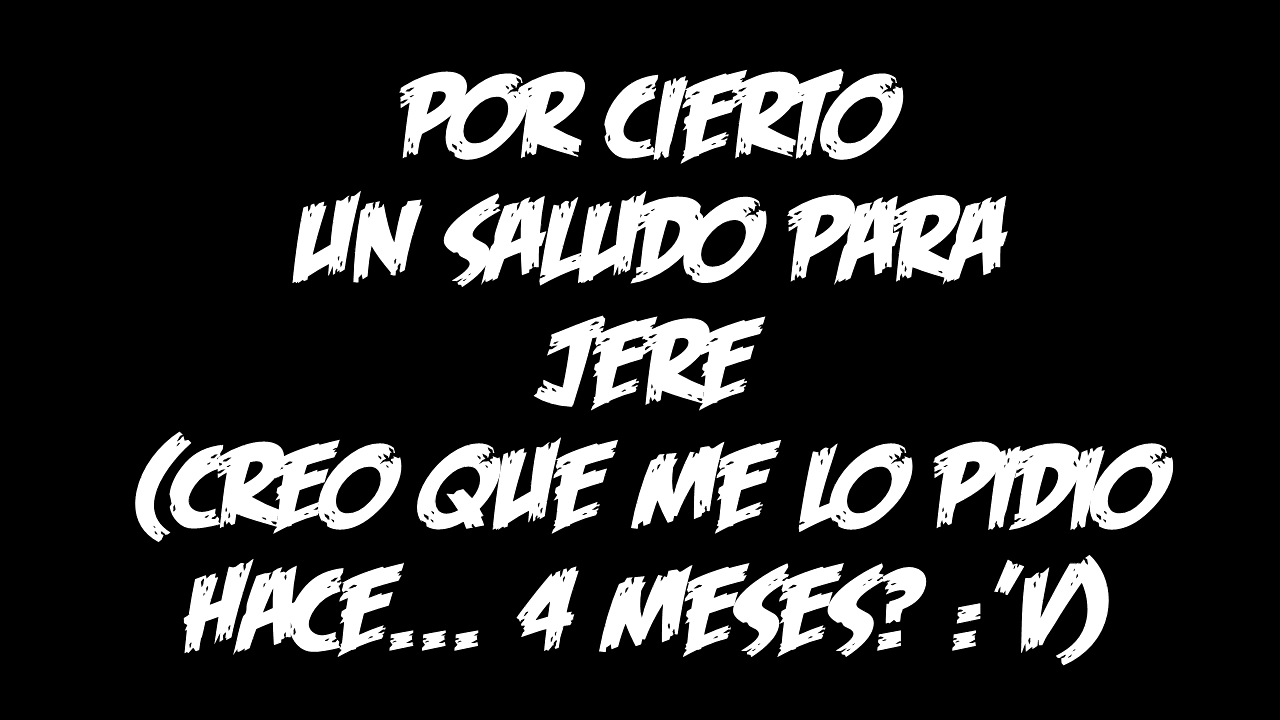 POR CIERTO
UN SALUDO PARA
JERE
(CREO QUE ME LO PIDIO
HACE... 4 MESES? :'V)